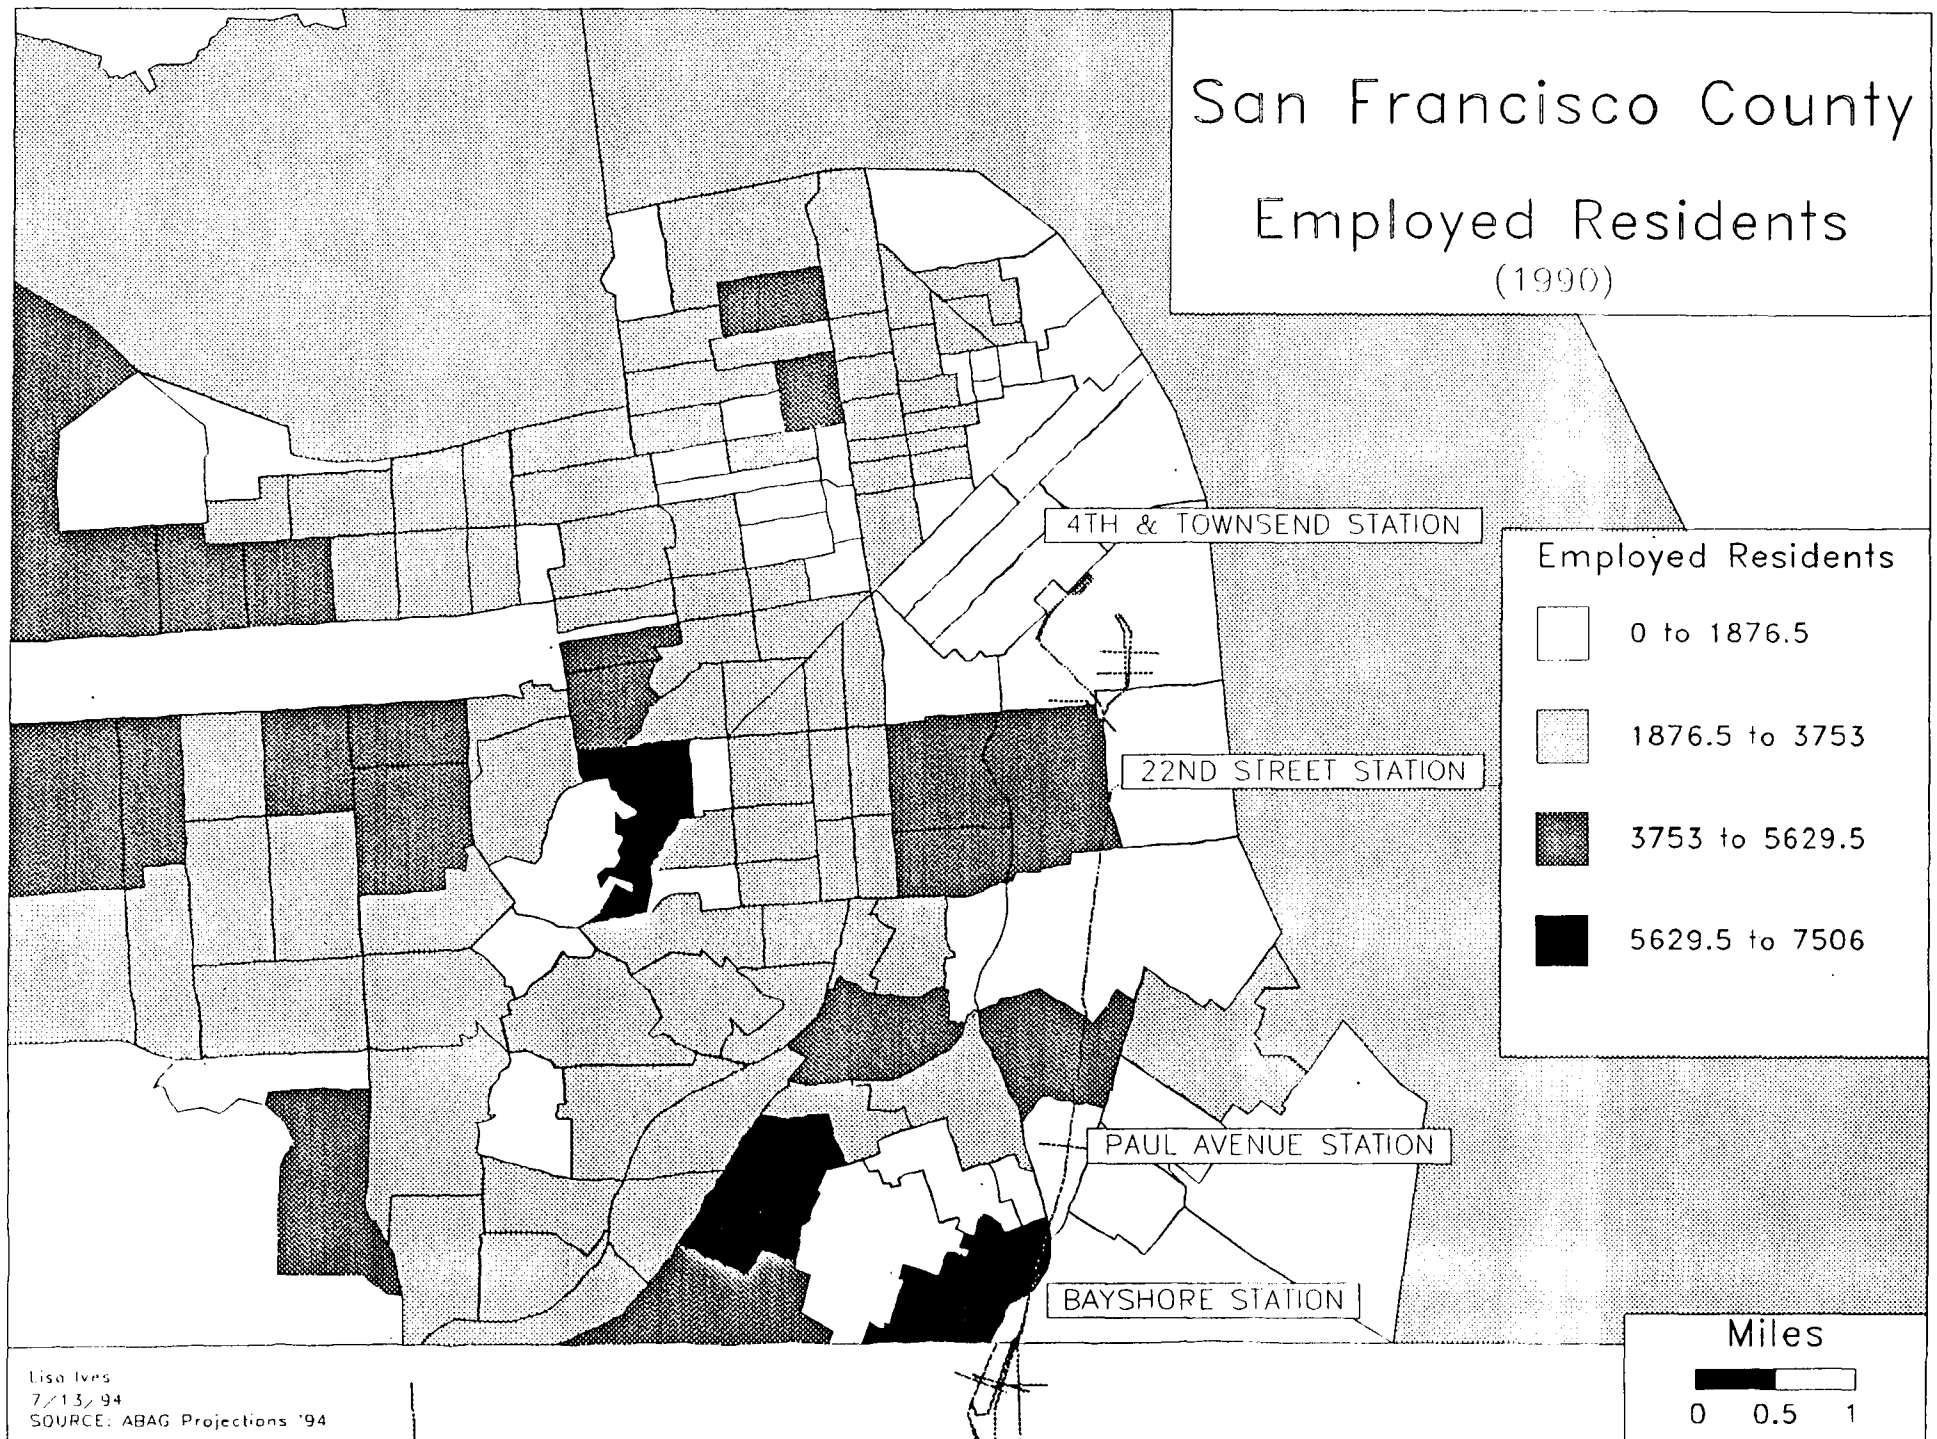 San Francisco County
Employed Residents
(1990)
4TH & TOWNSEND STATION
Employed Residents
0 to 1876.5
1876.5 to 3753
22ND STREET STATION
3753 to 5629.5
5629.5 to 7506
PAUL AVENUE STATION
BAYSHORE STATION
Miles
0 0.5 1
Lisa Ives
7/13/94
SOURCE: ABAG Projections '94